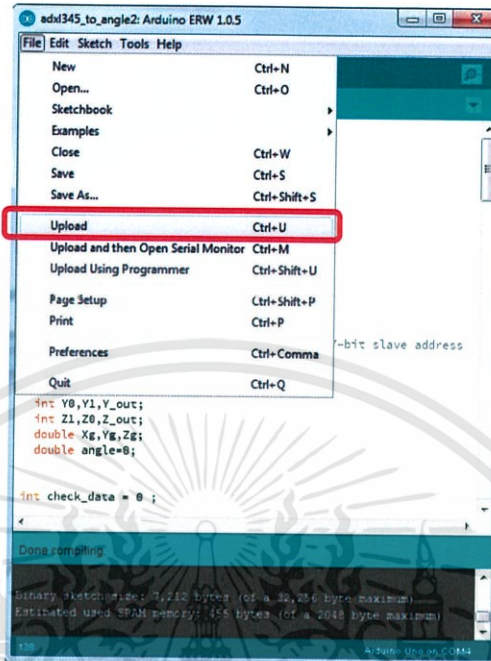 adxl345_to_angle2: Arduino ERW 1.0.5
File Edit Sketch Tools Help
New Ctrl+N
Open... Ctrl+O
Sketchbook
Examples
Close Ctrl+W
Save Ctrl+S
Save As... Ctrl+Shift+S
Upload Ctrl+U
Upload and then Open Serial Monitor Ctrl+M
Upload Using Programmer Ctrl+Shift+U
Page Setup Ctrl+Shift+P
Print Ctrl+P
7-bit slave address
Preferences Ctrl+Comma
Quit Ctrl+Q
int Y0,Y1,Y_out;
int Z1,Z0,Z_out;
double Xg,Yg,Zg;
double angle=0;
int check_data = 0 ;
Done compiling
Binary sketch size: 7,212 bytes (of a 32,256 byte maximum)
Estimated used SRAM memory: 455 bytes (of a 2048 byte maximum)
Arduino Uno on COM4